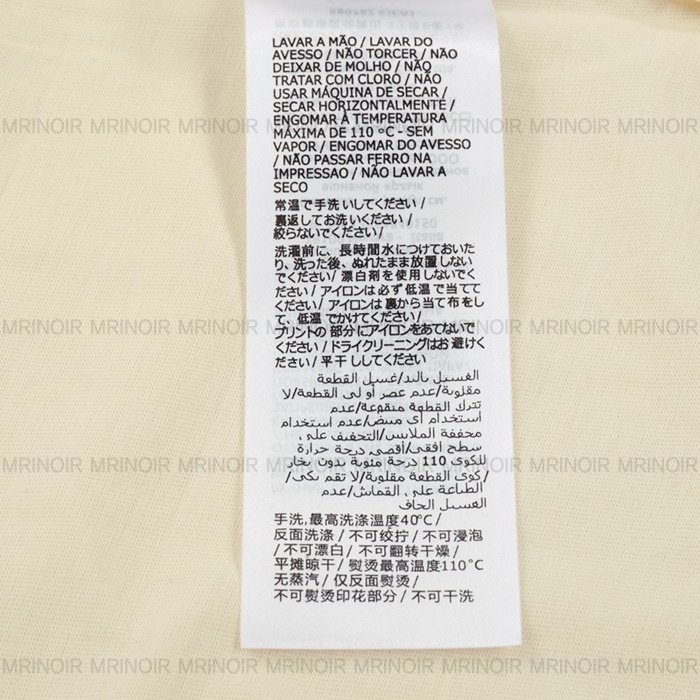 LAVAR A MÃO / LAVAR DO
AVESSO / NÃO TORCER / NÃO
DEIXAR DE MOLHO / NÃO
TRATAR COM CLORO / NÃO
USAR MÁQUINA DE SECAR /
SECAR HORIZONTALMENTE /
ENGOMAR À TEMPERATURA
MÁXIMA DE 110 °C - SEM
VAPOR / ENGOMAR DO AVESSO
/ NÃO PASSAR FERRO NA
IMPRESSAO / NÃO LAVAR A
SECO
常温で手洗いしてください /
裏返してお洗いください/
絞らないでください /
洗濯前に、長時間水につけておいた
り、洗った後、ぬれたまま放置しない
でください/ 漂白剤を使用しないでく
ださい/ アイロンは必ず低温で当てて
ください/ アイロンは裏から当て布をし
て、低温 でかけてください/
プリントの 部分にアイロンをあてないで
ください / ドライクリーニングはお 避けく
ださい / 平干 ししてください
الغسيل باليد/غسيل القطعة
مقلوبة/عدم عصر أو لي القطعة/لا
تترك القطعة منقوعة/عدم
استخدام أي مبيض/عدم استخدام
مجففة الملابس/التجفيف على
سطح افقي/أقصى درجة حرارة
للكوي 110 درجة مئوية بدون بخار
/كوي القطعة مقلوبة/لا تقم بكي/
الطباعة على القماش/عدم
الغسيل الجاف
手洗,最高洗涤温度40°C /
反面洗涤 / 不可绞拧 / 不可浸泡
/ 不可漂白/ 不可翻转干燥 /
平摊晾干 / 熨烫最高温度110°C
无蒸汽 / 仅反面熨烫 /
不可熨烫印花部分 / 不可干洗
MRINOIR MRINOIR MRINOIR MRINOIR MRINOIR MRINOIR MRINOIR MRINOIR
MRINOIR MRINOIR MRINOIR MRINOIR MRINOIR MRINOIR MRINOIR MRINOIR
MRINOIR MRINOIR MRINOIR MRINOIR MRINOIR MRINOIR MRINOIR MRINOIR
MRINOIR MRINOIR MRINOIR MRINOIR MRINOIR MRINOIR MRINOIR MRINOIR